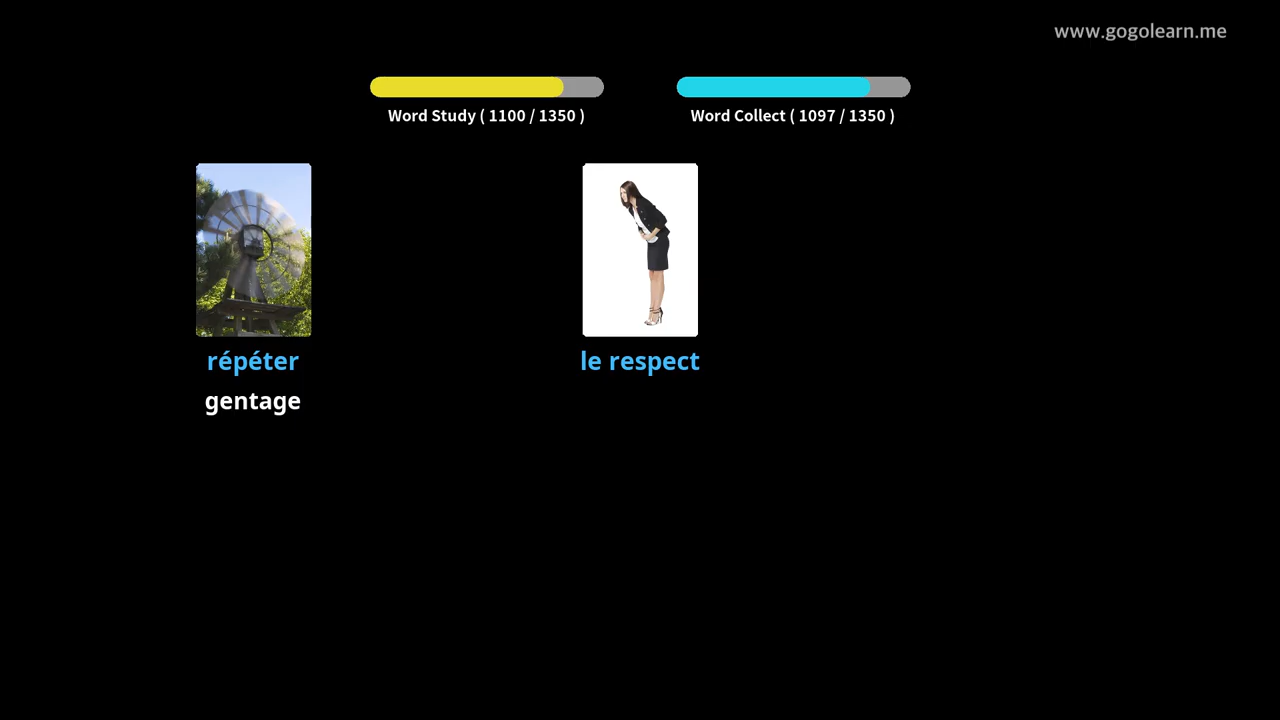 www.gogolearn.me
Word Study ( 1100 / 1350 )
Word Collect ( 1097 / 1350 )
répéter
le respect
gentage